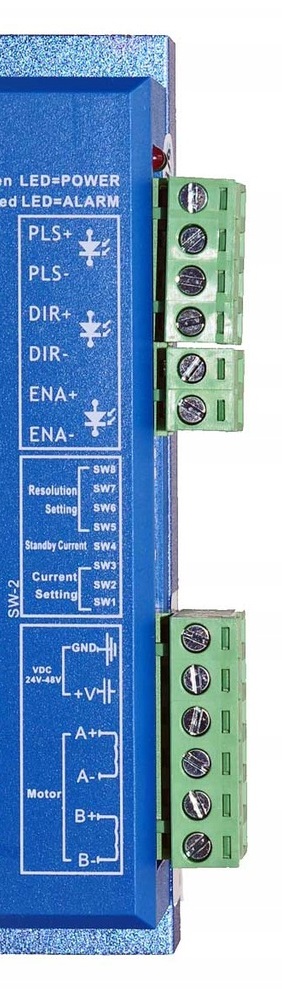 en LED=POWER
ed LED=ALARM
PLS+
PLS-
DIR+
DIR-
ENA+
ENA-
SW8
Resolution SW7
Setting SW6
SW5
Standby Current SW4
SW3
Current SW2
Setting SW1
SW-2
GND
VDC
24V-48V
+V
A+
A-
Motor
B+
B-